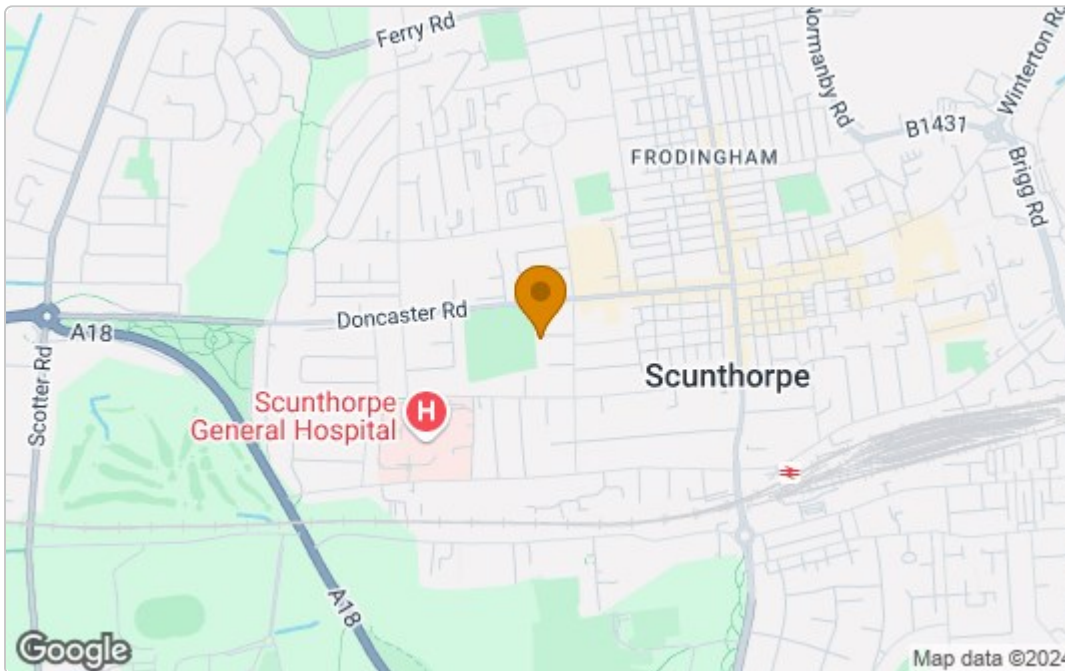 Ferry Rd
Normanby Rd
Winterton Rd
B1431
FRODINGHAM
Brigg Rd
Doncaster Rd
A18
Scotter Rd
Scunthorpe
Scunthorpe
General Hospital
H
A18
Google
Map data ©2024